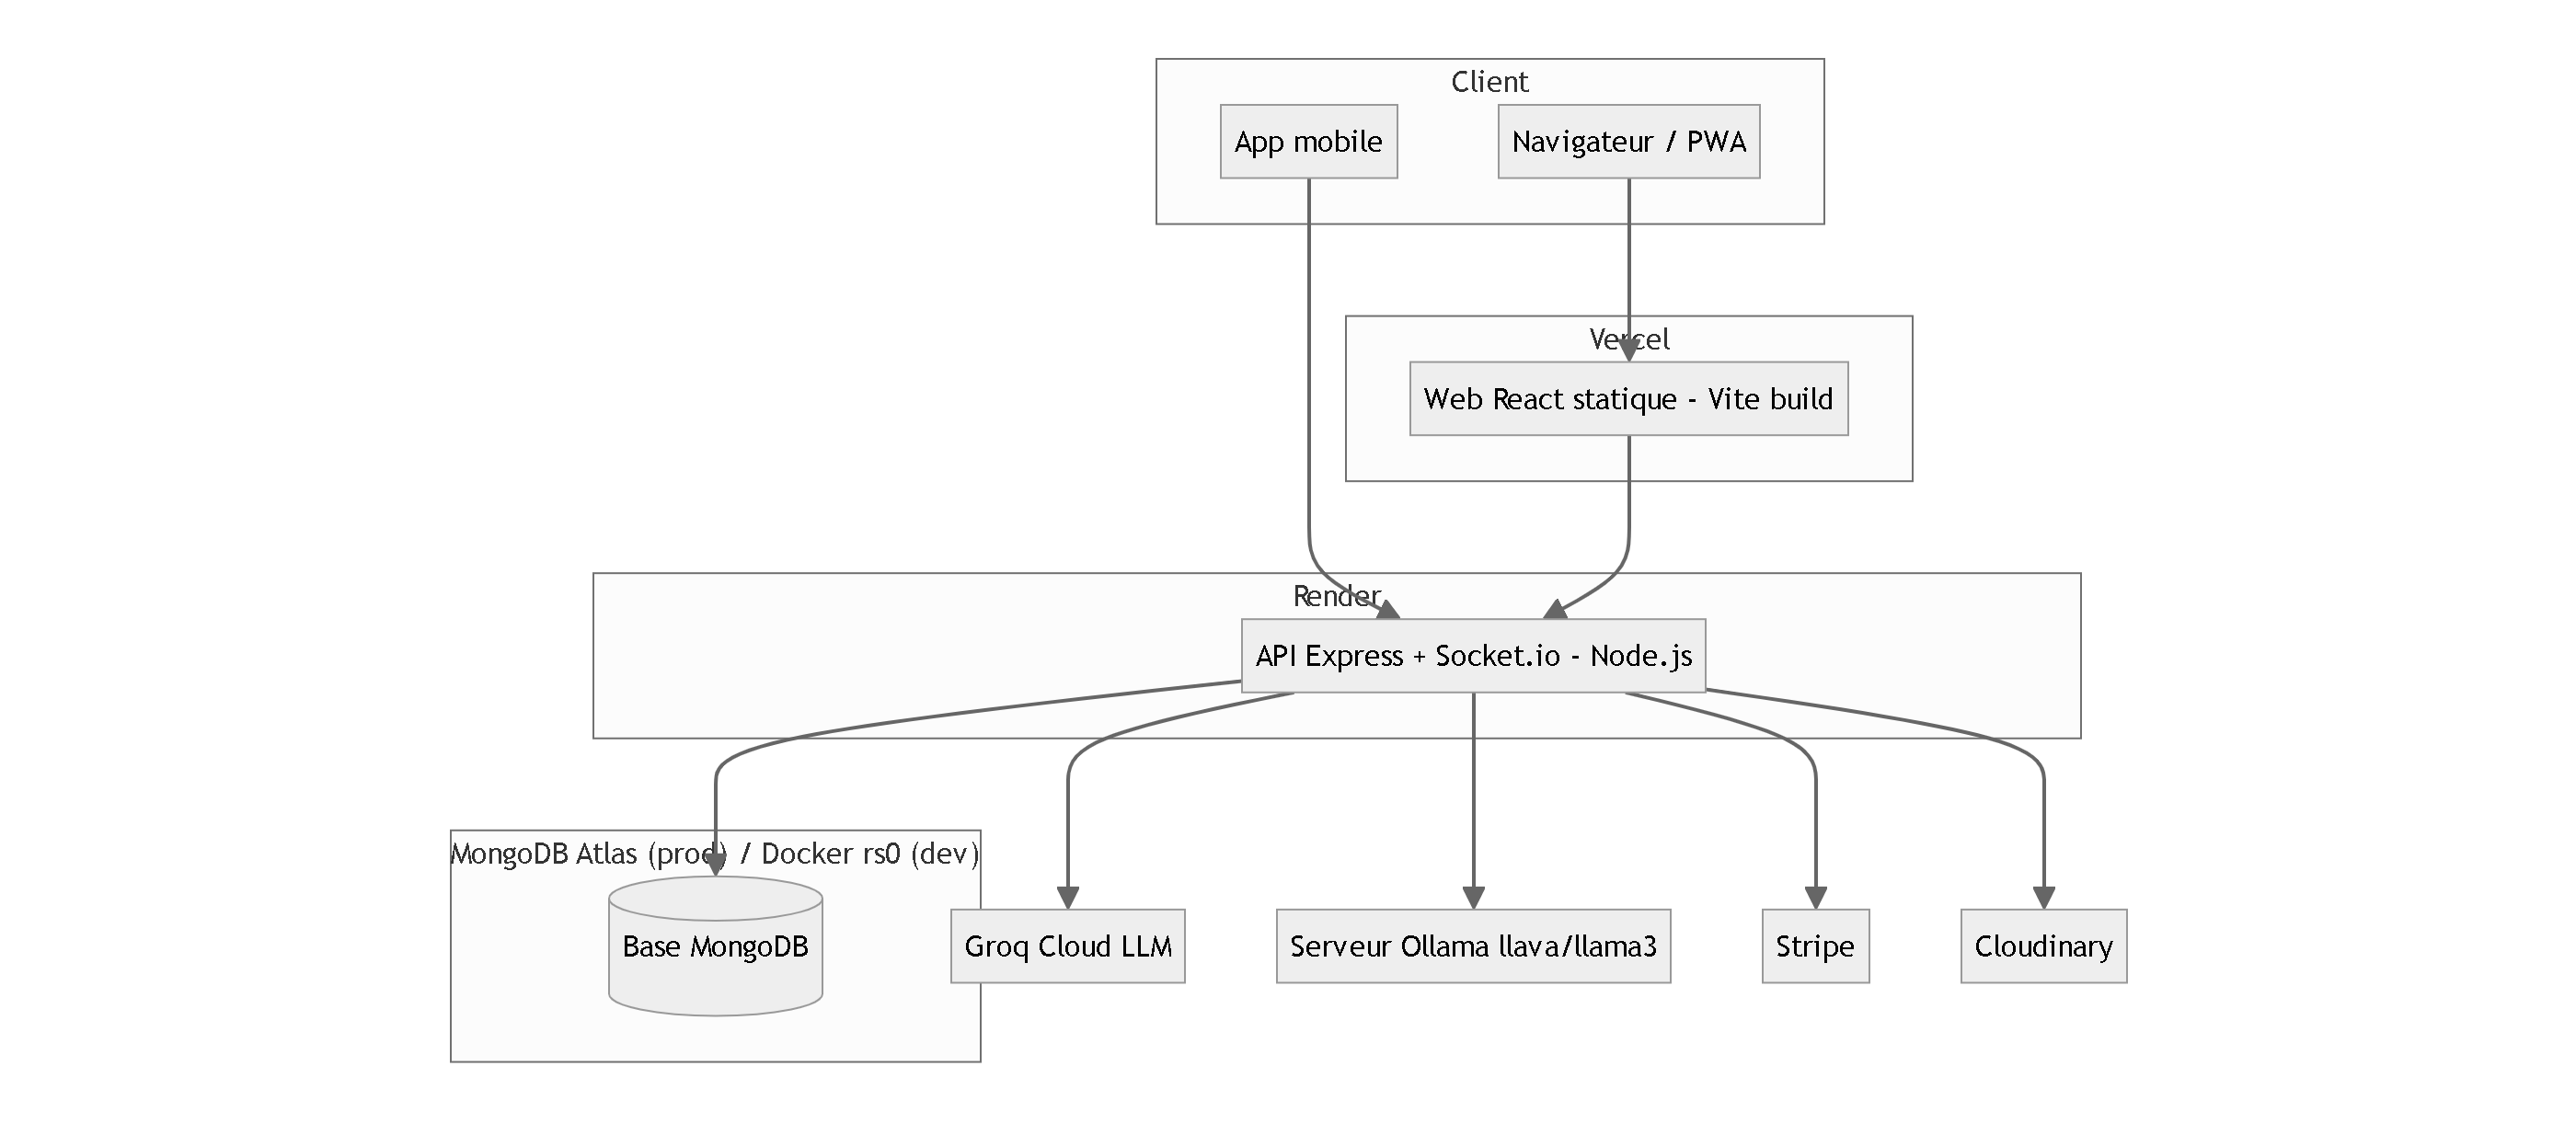 Client
App mobile
Navigateur / PWA
Vercel
Web React statique - Vite build
Render
API Express + Socket.io - Node.js
MongoDB Atlas (prod) / Docker rs0 (dev)
Base MongoDB
Groq Cloud LLM
Serveur Ollama llava/llama3
Stripe
Cloudinary